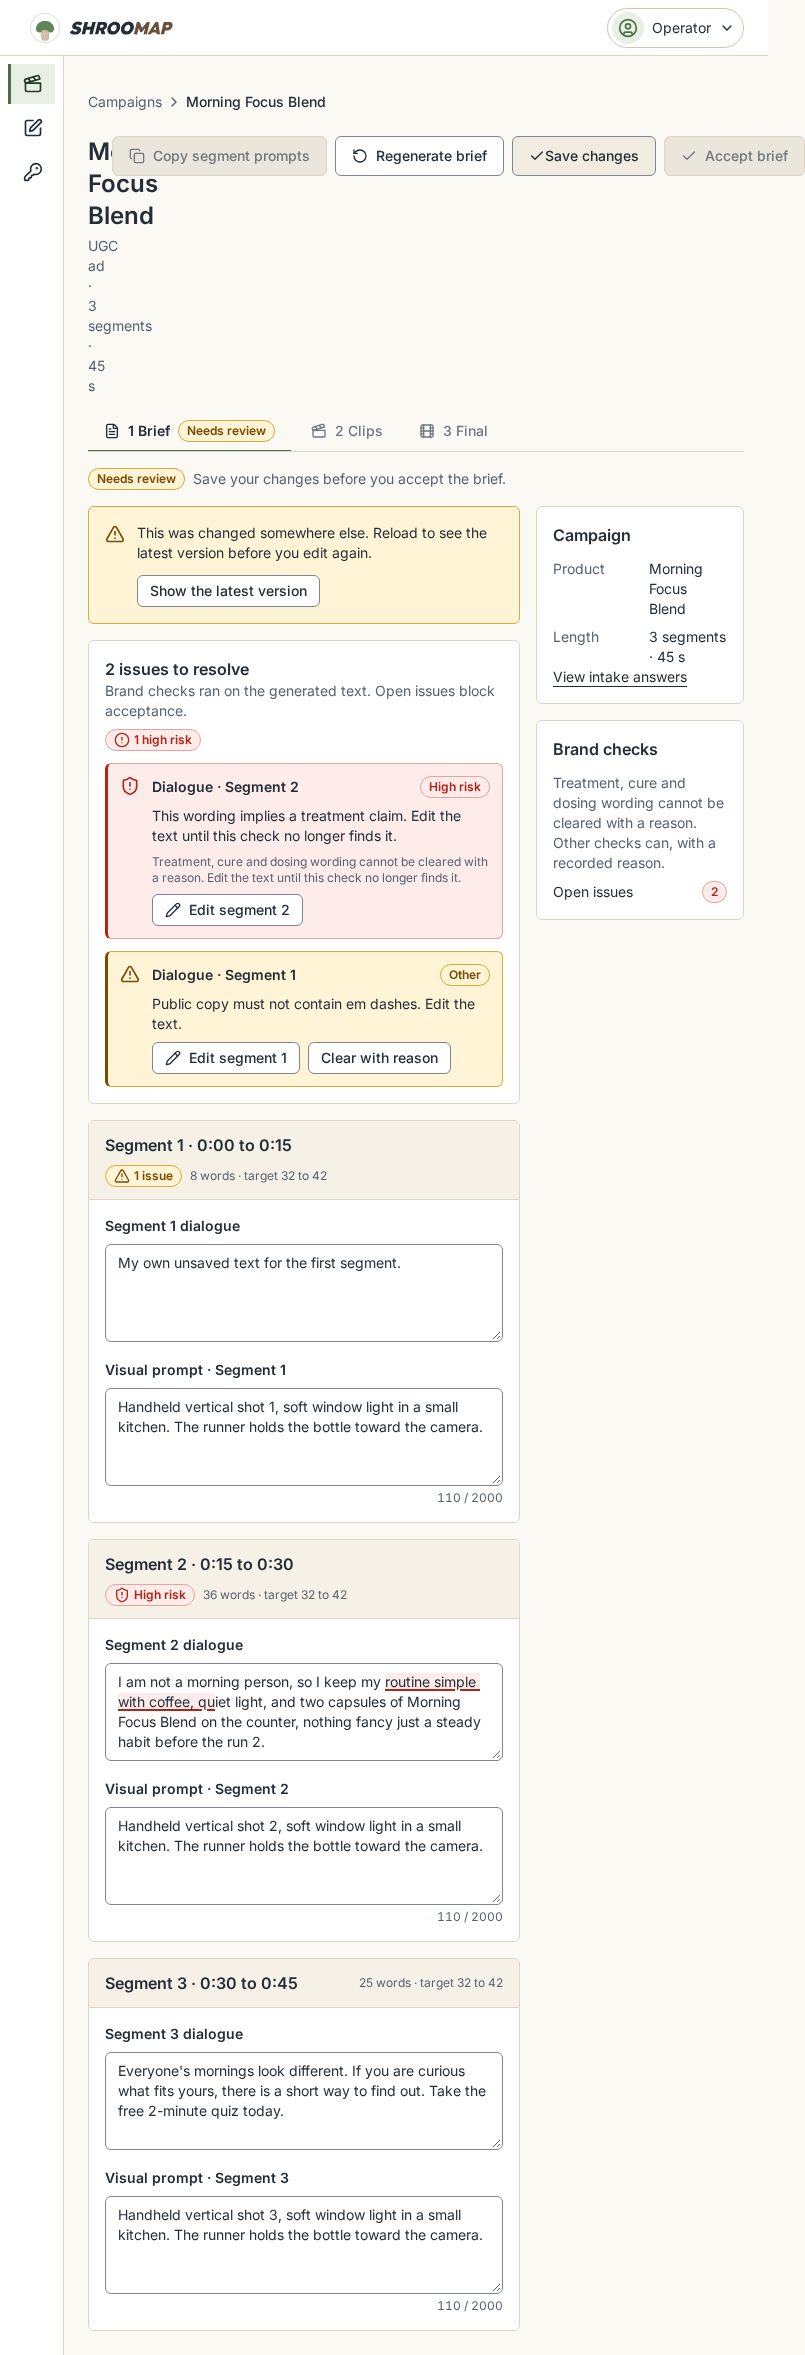 SHROOMAP
Operator
Campaigns > Morning Focus Blend
Copy segment prompts
Regenerate brief
Save changes
Accept brief
Focus
Blend
UGC
ad
·
3
segments
·
45
s
1 Brief Needs review
2 Clips
3 Final
Needs review Save your changes before you accept the brief.
This was changed somewhere else. Reload to see the
latest version before you edit again.
Show the latest version
2 issues to resolve
Brand checks ran on the generated text. Open issues block
acceptance.
1 high risk
Dialogue · Segment 2 High risk
This wording implies a treatment claim. Edit the
text until this check no longer finds it.
Treatment, cure and dosing wording cannot be cleared with
a reason. Edit the text until this check no longer finds it.
Edit segment 2
Dialogue · Segment 1 Other
Public copy must not contain em dashes. Edit the
text.
Edit segment 1 Clear with reason
Segment 1 · 0:00 to 0:15
1 issue 8 words · target 32 to 42
Segment 1 dialogue
My own unsaved text for the first segment.
Visual prompt · Segment 1
Handheld vertical shot 1, soft window light in a small
kitchen. The runner holds the bottle toward the camera.
110 / 2000
Segment 2 · 0:15 to 0:30
High risk 36 words · target 32 to 42
Segment 2 dialogue
I am not a morning person, so I keep my routine simple
with coffee, quiet light, and two capsules of Morning
Focus Blend on the counter, nothing fancy just a steady
habit before the run 2.
Visual prompt · Segment 2
Handheld vertical shot 2, soft window light in a small
kitchen. The runner holds the bottle toward the camera.
110 / 2000
Segment 3 · 0:30 to 0:45 25 words · target 32 to 42
Segment 3 dialogue
Everyone's mornings look different. If you are curious
what fits yours, there is a short way to find out. Take the
free 2-minute quiz today.
Visual prompt · Segment 3
Handheld vertical shot 3, soft window light in a small
kitchen. The runner holds the bottle toward the camera.
110 / 2000
Campaign
Product Morning
Focus
Blend
Length 3 segments
· 45 s
View intake answers
Brand checks
Treatment, cure and
dosing wording cannot be
cleared with a reason.
Other checks can, with a
recorded reason.
Open issues 2